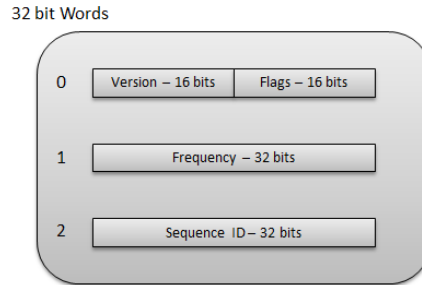 32 bit Words
0 Version – 16 bits Flags – 16 bits
1 Frequency – 32 bits
2 Sequence ID – 32 bits